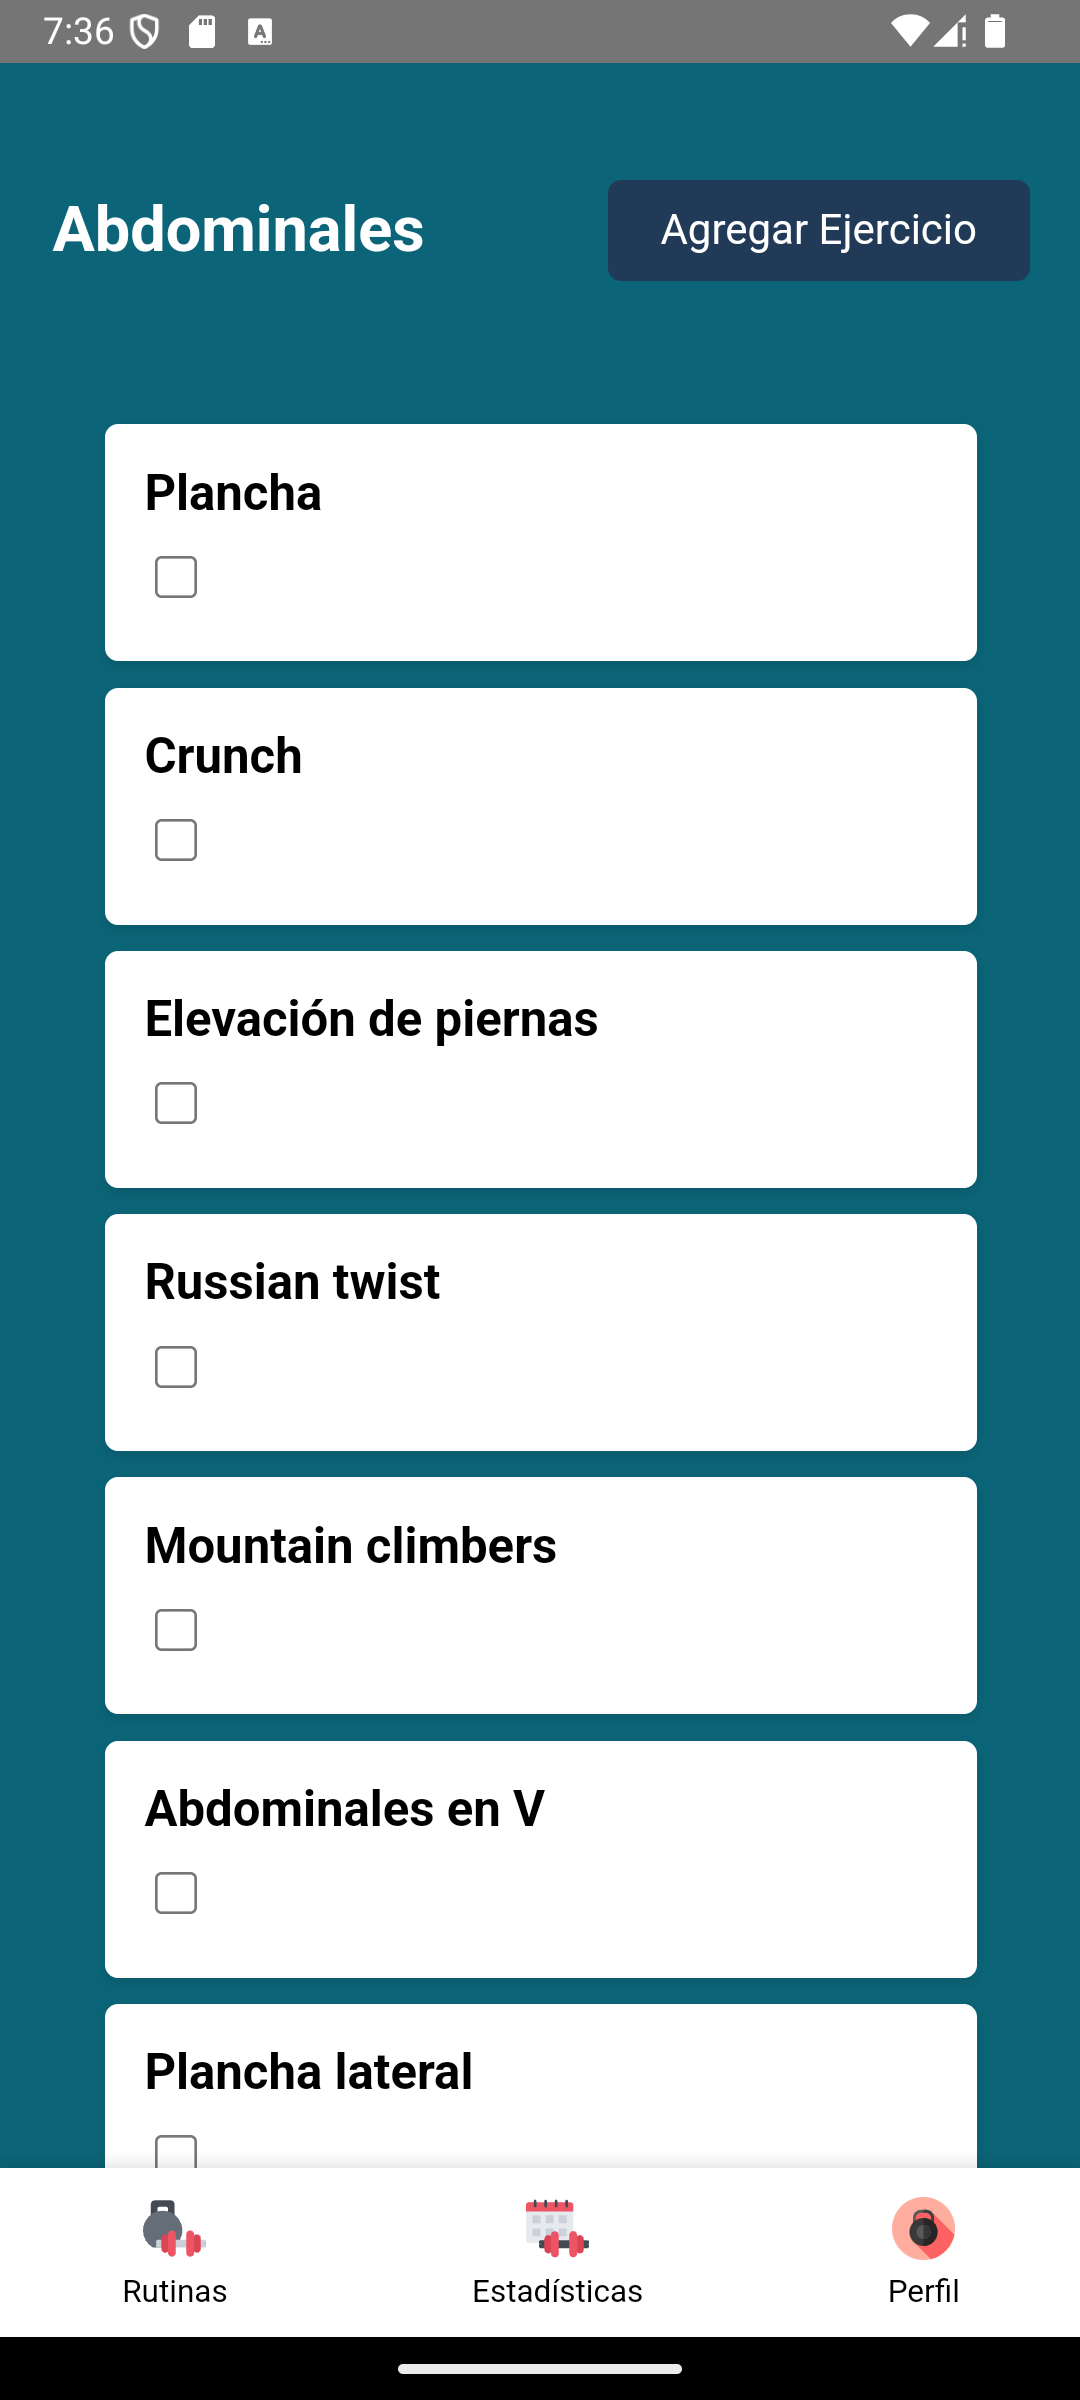 7:36
Abdominales
Agregar Ejercicio
Plancha
Crunch
Elevación de piernas
Russian twist
Mountain climbers
Abdominales en V
Plancha lateral
Rutinas
Estadísticas
Perfil